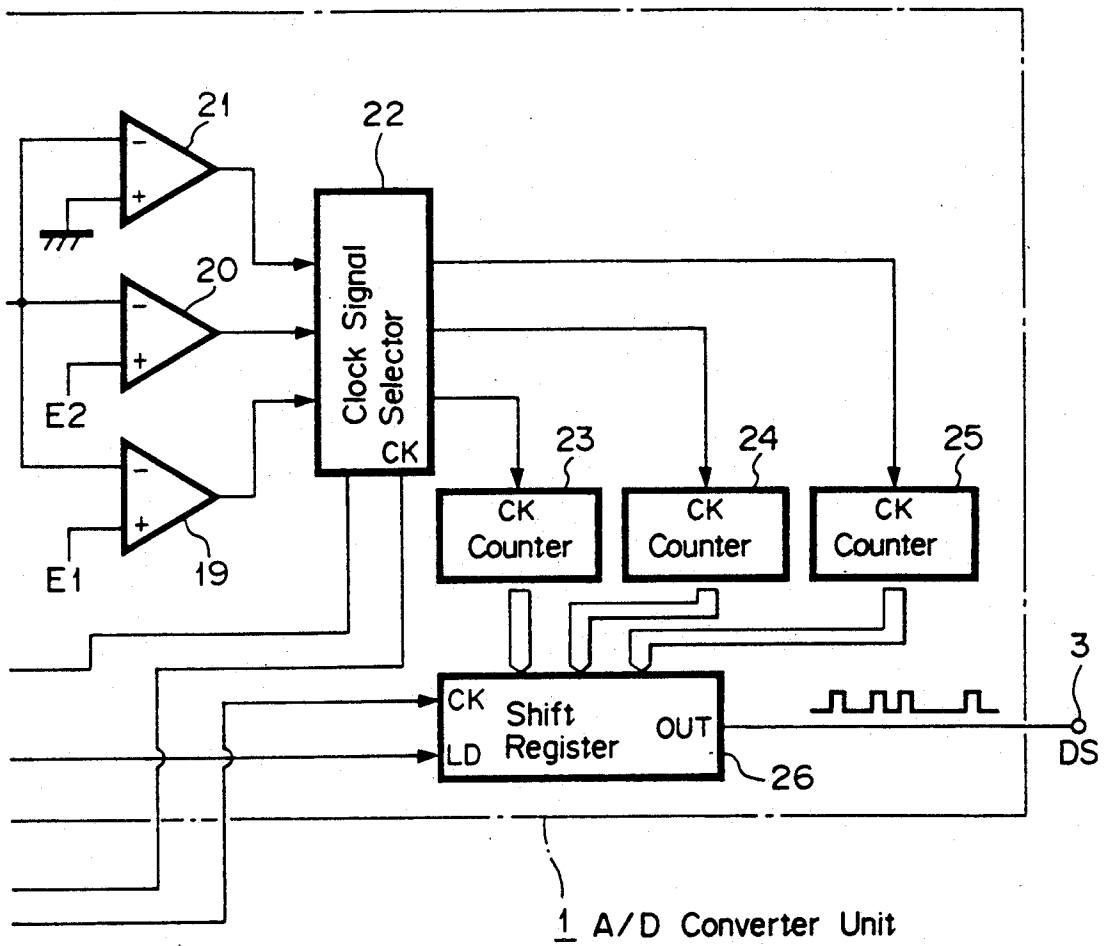 21
−
+
22
20
−
+
E2
Clock Signal
Selector
CK
−
+
E1
19
23
24
25
CK
Counter
CK
Counter
CK
Counter
CK
LD
Shift
Register
OUT
26
3
DS
1 A/D Converter Unit